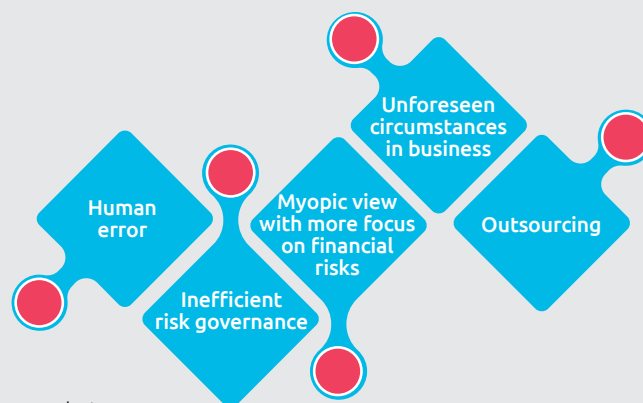 Human
error
Inefficient
risk governance
Myopic view
with more focus
on financial
risks
Unforeseen
circumstances
in business
Outsourcing